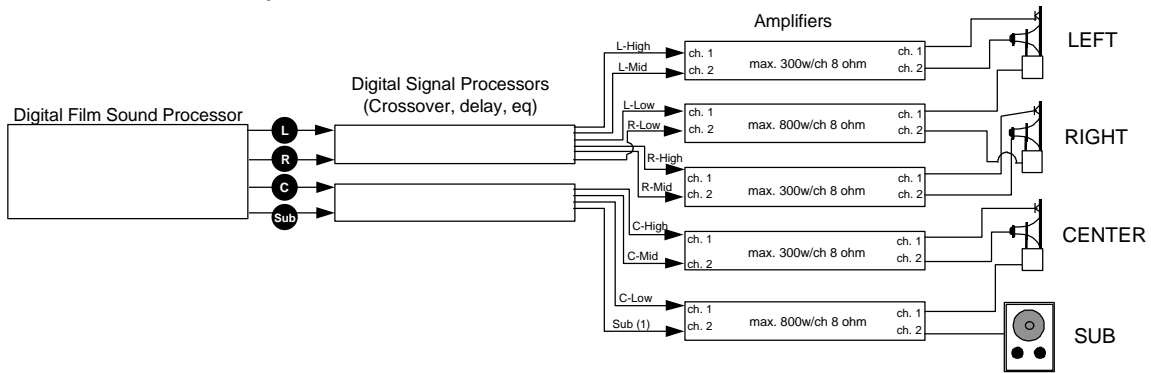 Amplifiers
Digital Signal Processors
(Crossover, delay, eq)
Digital Film Sound Processor
L
R
C
Sub
L-High
L-Mid
ch. 1
ch. 2
max. 300w/ch 8 ohm
ch. 1
ch. 2
LEFT
L-Low
R-Low
ch. 1
ch. 2
max. 800w/ch 8 ohm
ch. 1
ch. 2
RIGHT
R-High
R-Mid
ch. 1
ch. 2
max. 300w/ch 8 ohm
ch. 1
ch. 2
C-High
C-Mid
ch. 1
ch. 2
max. 300w/ch 8 ohm
ch. 1
ch. 2
CENTER
C-Low
Sub (1)
ch. 1
ch. 2
max. 800w/ch 8 ohm
ch. 1
ch. 2
SUB